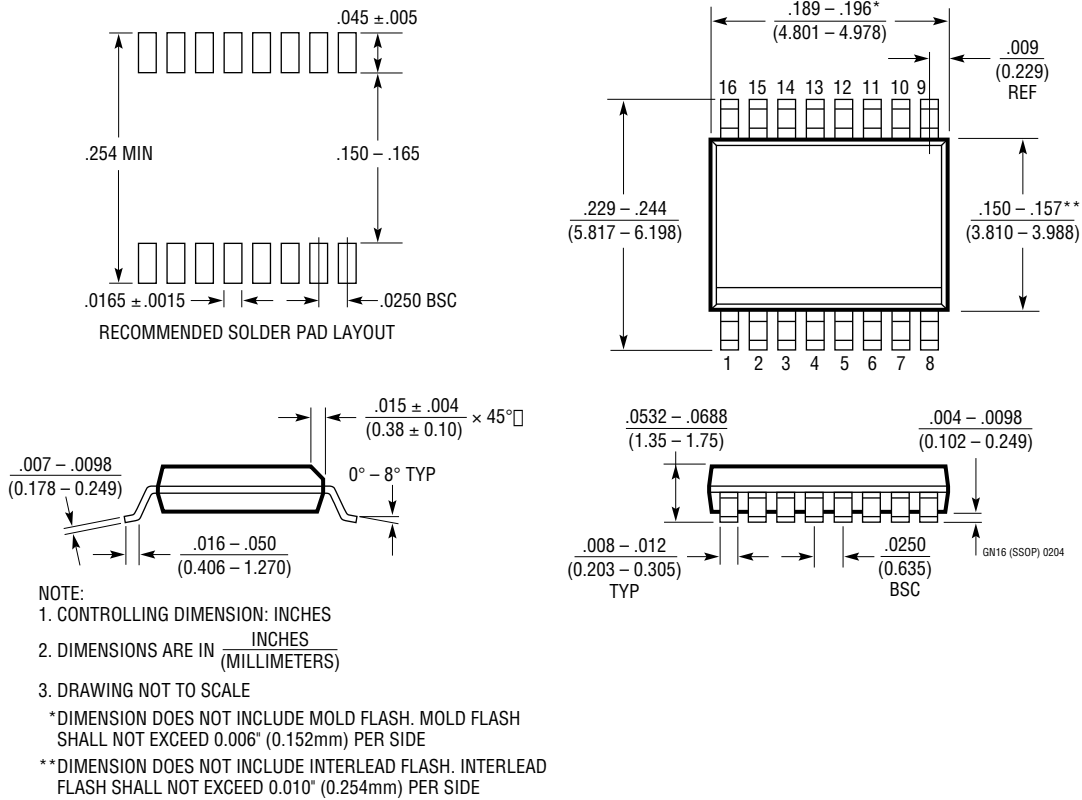 .045 ±.005
.254 MIN
.150 – .165
.0165 ±.0015
.0250 BSC
RECOMMENDED SOLDER PAD LAYOUT
.189 – .196*
(4.801 – 4.978)
.009
(0.229)
REF
16 15 14 13 12 11 10 9
.229 – .244
(5.817 – 6.198)
.150 – .157**
(3.810 – 3.988)
1 2 3 4 5 6 7 8
.015 ± .004
(0.38 ± 0.10)
× 45°□
.007 – .0098
(0.178 – 0.249)
0° – 8° TYP
.016 – .050
(0.406 – 1.270)
.0532 – .0688
(1.35 – 1.75)
.004 – .0098
(0.102 – 0.249)
.008 – .012
(0.203 – 0.305)
TYP
.0250
(0.635)
BSC
GN16 (SSOP) 0204
NOTE:
1. CONTROLLING DIMENSION: INCHES
2. DIMENSIONS ARE IN INCHES
(MILLIMETERS)
3. DRAWING NOT TO SCALE
*DIMENSION DOES NOT INCLUDE MOLD FLASH. MOLD FLASH
SHALL NOT EXCEED 0.006" (0.152mm) PER SIDE
**DIMENSION DOES NOT INCLUDE INTERLEAD FLASH. INTERLEAD
FLASH SHALL NOT EXCEED 0.010" (0.254mm) PER SIDE